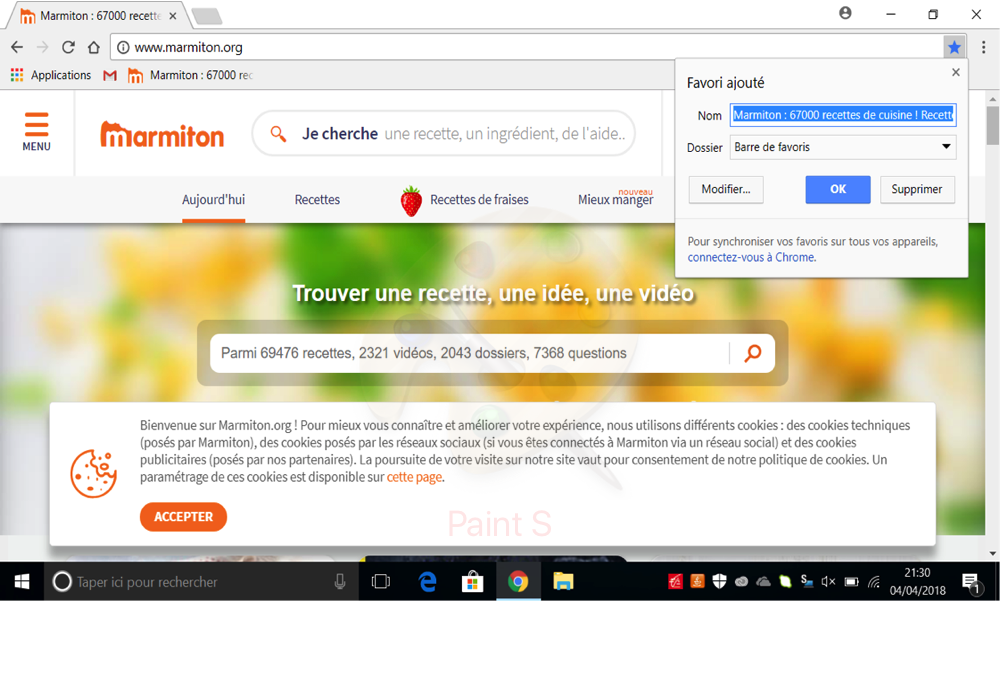 Marmiton : 67000 recette
www.marmiton.org
Applications
Marmiton : 67000 rec
Favori ajouté
Nom
Marmiton : 67000 recettes de cuisine ! Recette
Dossier
Barre de favoris
Modifier...
OK
Supprimer
Pour synchroniser vos favoris sur tous vos appareils,
connectez-vous à Chrome.
MENU
marmiton
Je cherche une recette, un ingrédient, de l'aide..
Aujourd'hui
Recettes
Recettes de fraises
nouveau
Mieux manger
Trouver une recette, une idée, une vidéo
Parmi 69476 recettes, 2321 vidéos, 2043 dossiers, 7368 questions
Bienvenue sur Marmiton.org ! Pour mieux vous connaître et améliorer votre expérience, nous utilisons différents cookies : des cookies techniques
(posés par Marmiton), des cookies posés par les réseaux sociaux (si vous êtes connectés à Marmiton via un réseau social) et des cookies
publicitaires (posés par nos partenaires). La poursuite de votre visite sur notre site vaut pour consentement de notre politique de cookies. Un
paramétrage de ces cookies est disponible sur cette page.
ACCEPTER
Paint S
Taper ici pour rechercher
21:30
04/04/2018
1